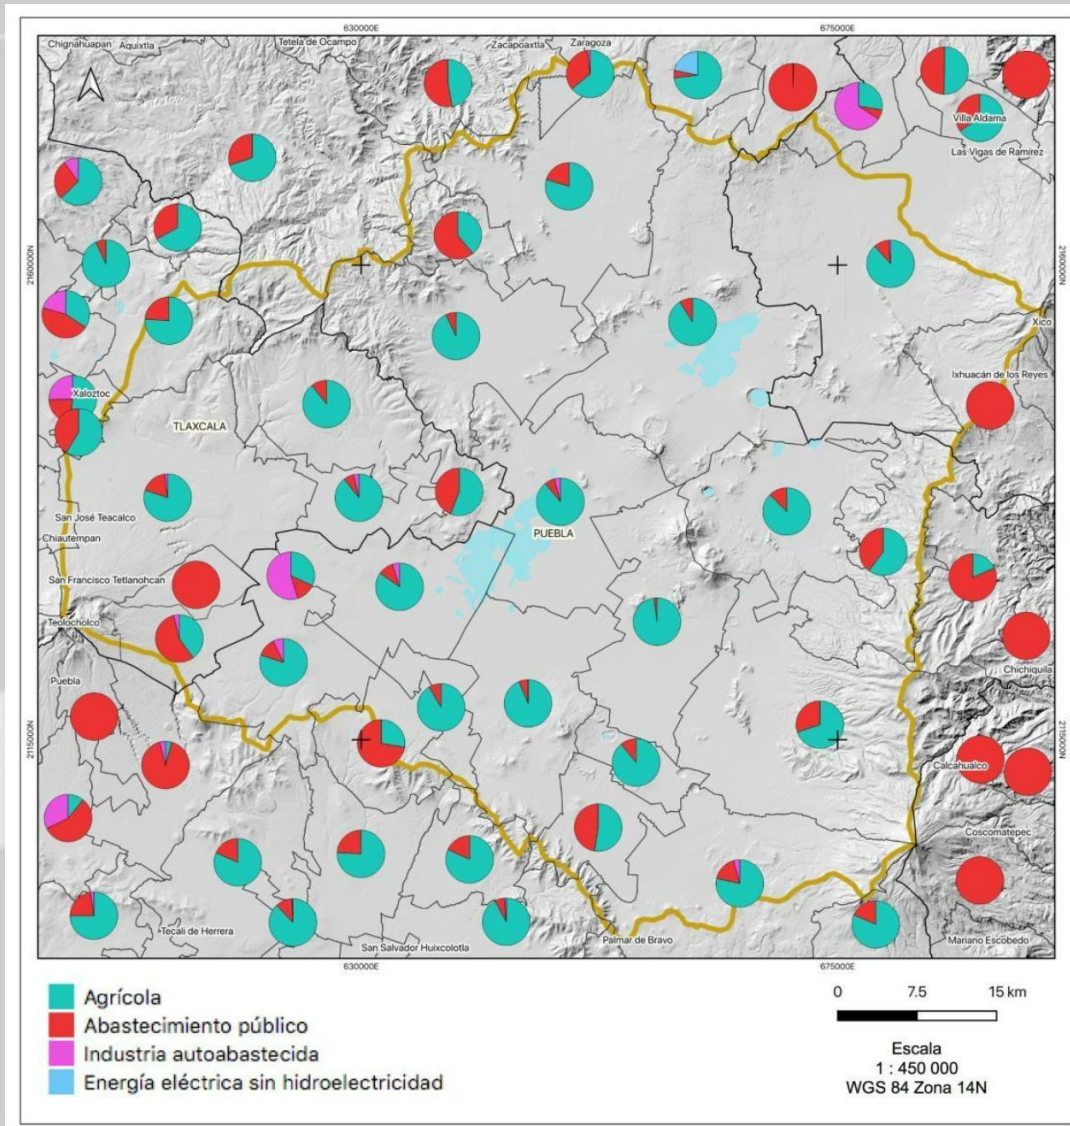 630000E
675000E
Chignahuapan
Aquixtla
Tetela de Ocampo
Zacapoaxtla
Zaragoza
Villa Aldama
Las Vigas de Ramírez
2160000N
2160000N
Xico
Ixhuacán de los Reyes
Xaloztoc
TLAXCALA
San José Teacalco
Chiautempan
PUEBLA
San Francisco Tetlanohcan
Teolocholco
Chichiquila
Puebla
2115000N
2115000N
Calcahualco
Coscomatepec
Tecali de Herrera
San Salvador Huixcolotla
Palmar de Bravo
Mariano Escobedo
630000E
675000E
Agrícola
Abastecimiento público
Industria autoabastecida
Energía eléctrica sin hidroelectricidad
0 7.5 15 km
Escala
1 : 450 000
WGS 84 Zona 14N